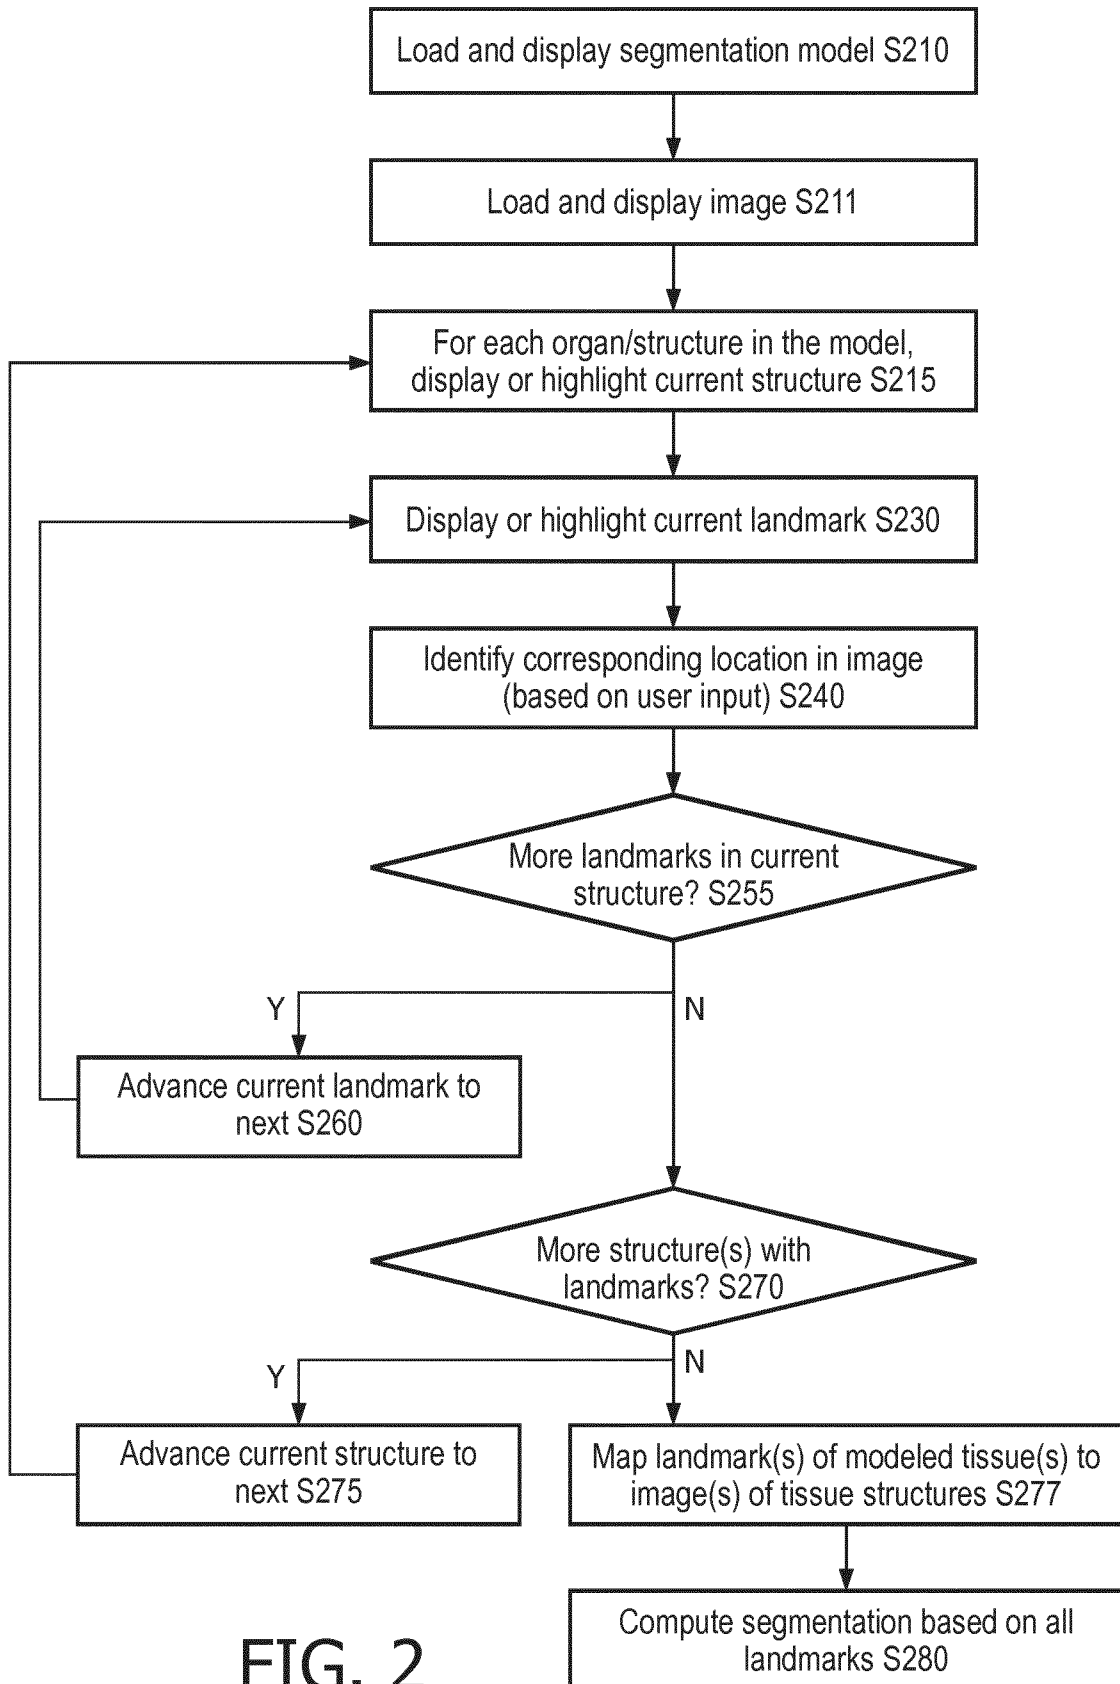 Load and display segmentation model S210
Load and display image S211
For each organ/structure in the model,
display or highlight current structure S215
Display or highlight current landmark S230
Identify corresponding location in image
(based on user input) S240
More landmarks in current
structure? S255
Y
N
Advance current landmark to
next S260
More structure(s) with
landmarks? S270
Y
N
Advance current structure to
next S275
Map landmark(s) of modeled tissue(s) to
image(s) of tissue structures S277
Compute segmentation based on all
landmarks S280
FIG. 2